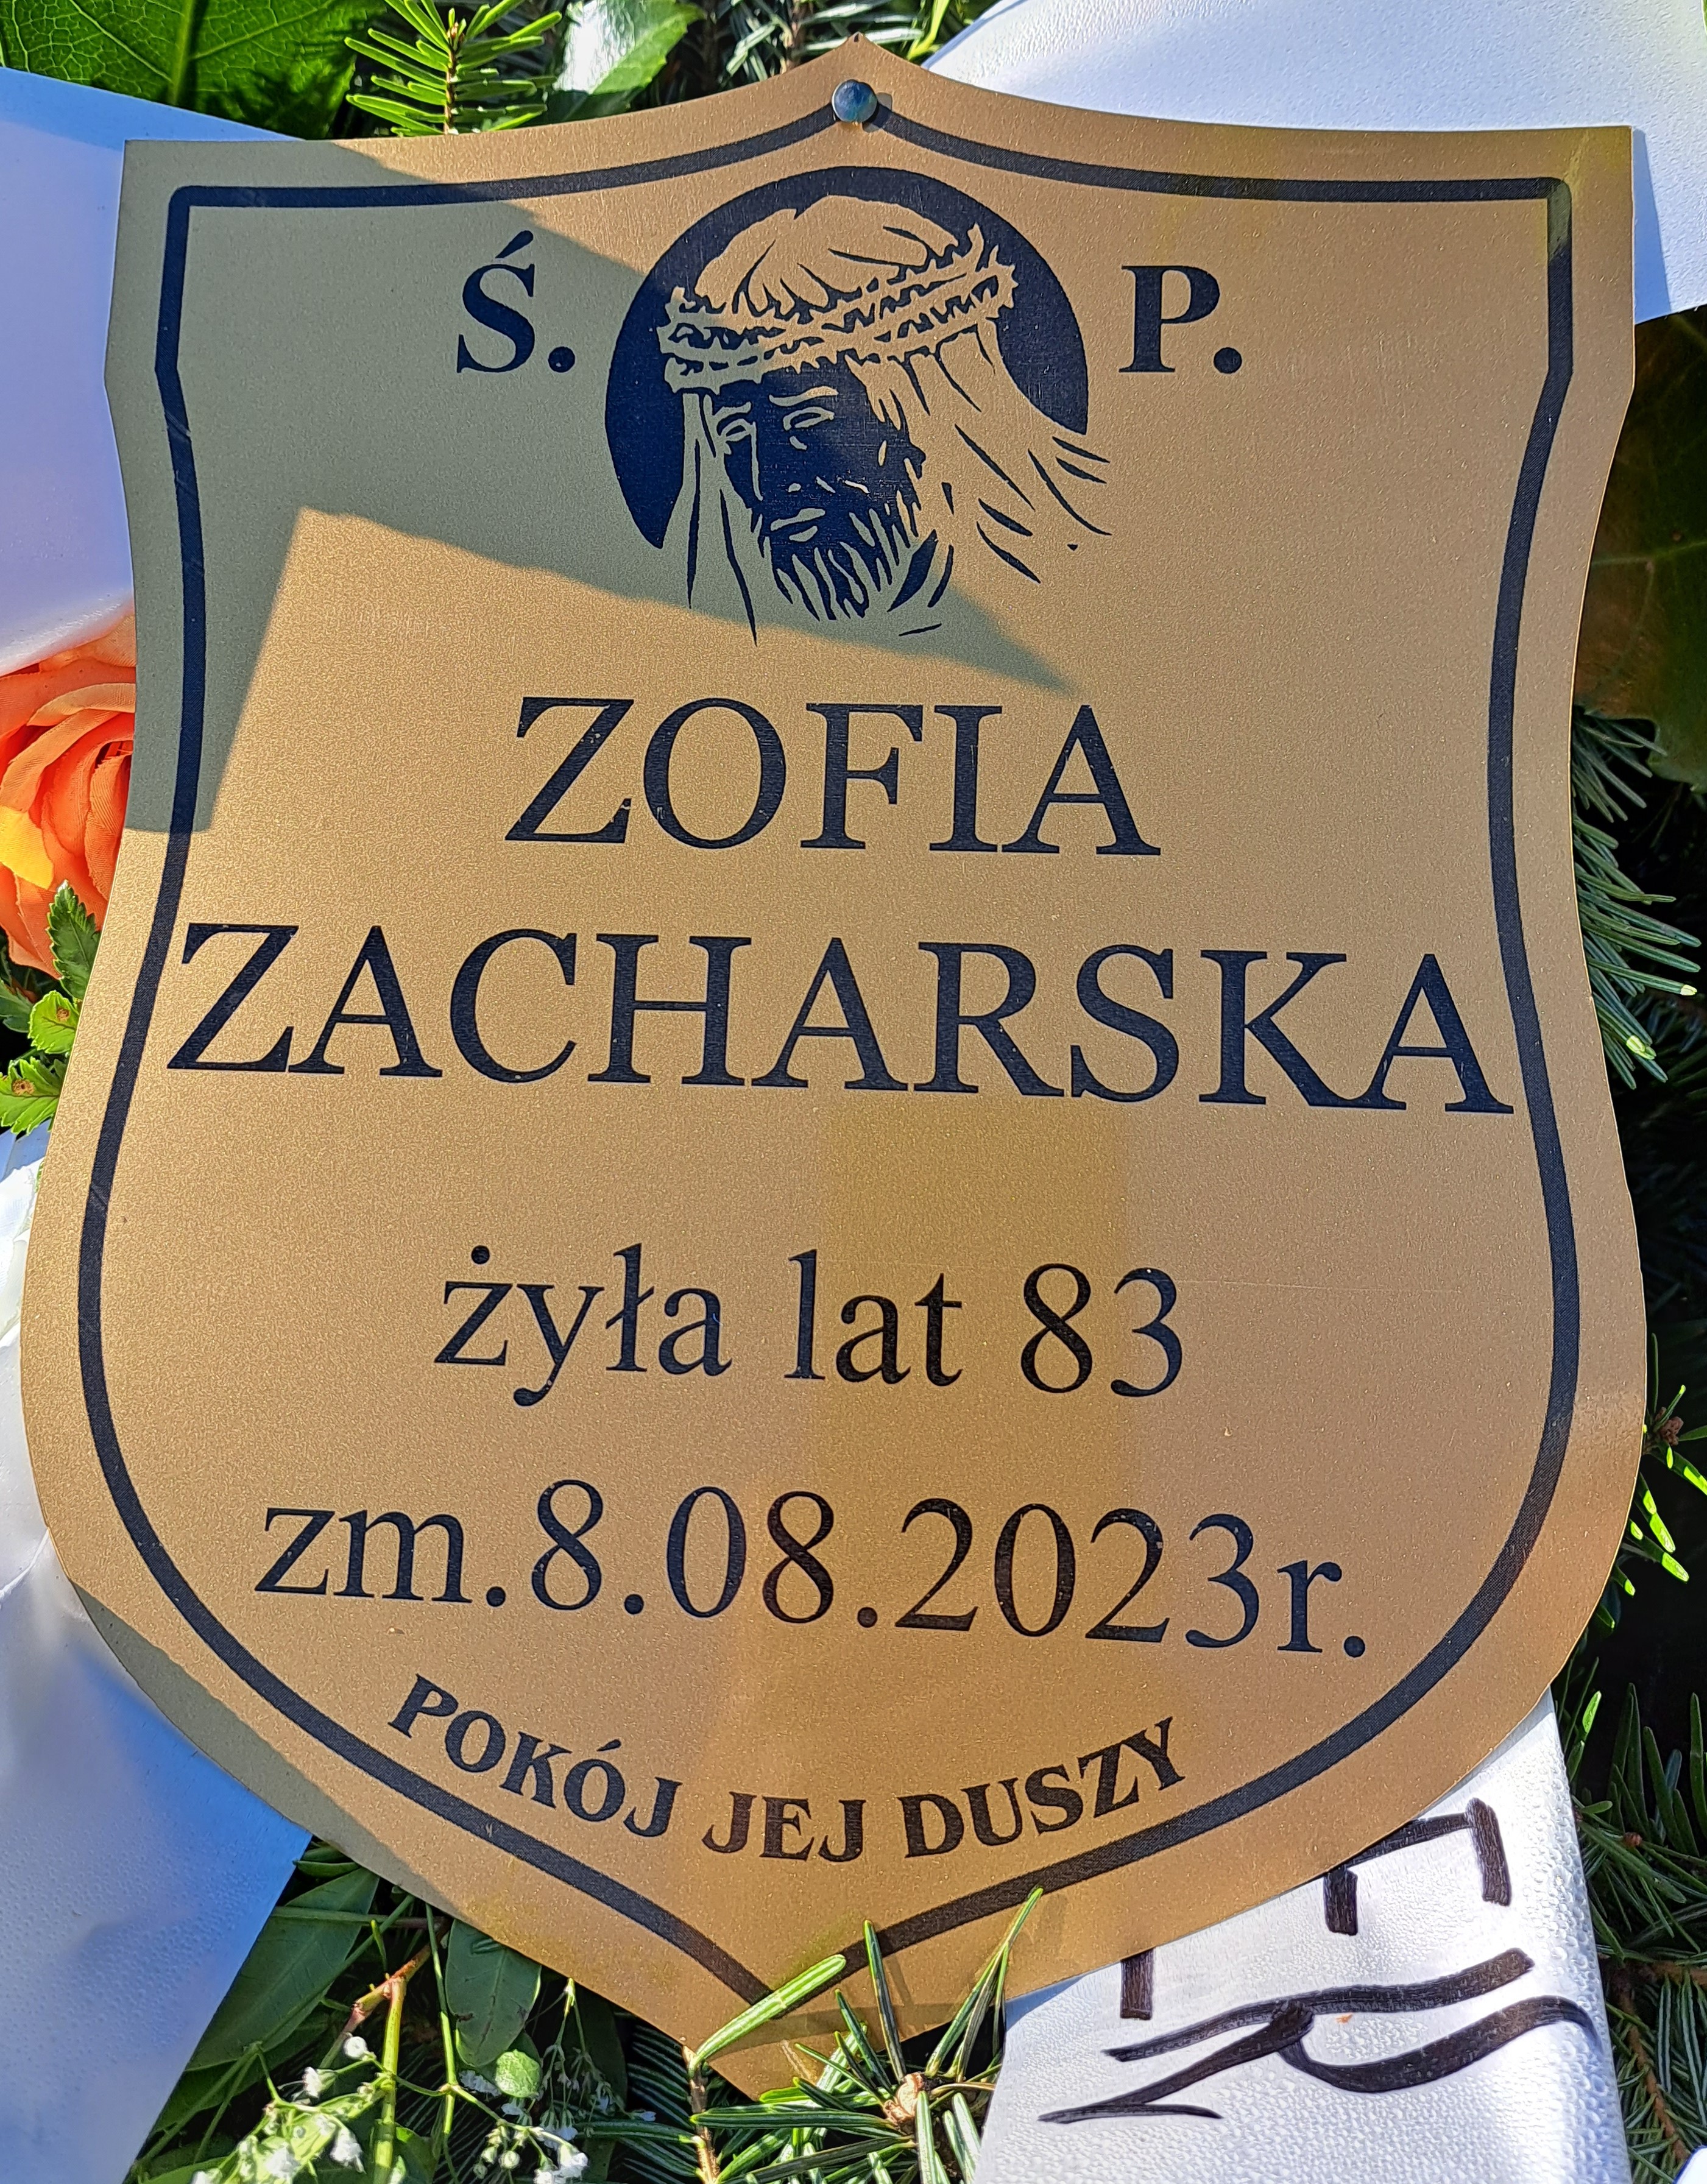 Ś. P.
ZOFIA
ZACHARSKA
żyła lat 83
zm.8.08.2023r.
POKÓJ JEJ DUSZY